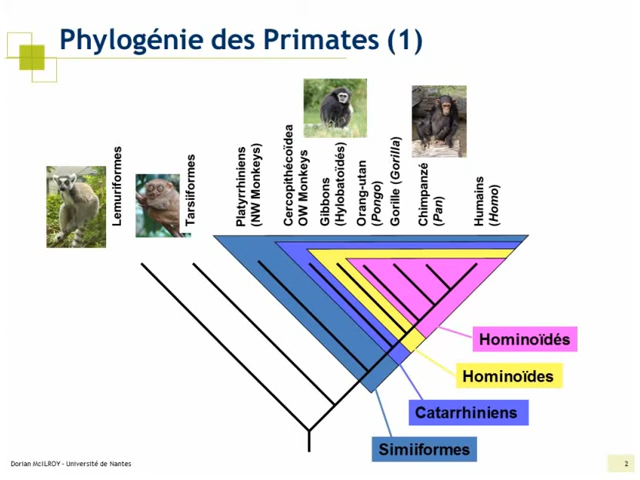 Phylogénie des Primates (1)
Lemuriformes
Tarsiiformes
Platyrrhiniens
(NW Monkeys)
Cercopithécoïdea
OW Monkeys
Gibbons
(Hylobatoidés)
Orang-utan
(Pongo)
Gorille (Gorilla)
Chimpanzé
(Pan)
Humains
(Homo)
Hominoïdés
Hominoïdes
Catarrhiniens
Simiiformes
Dorian McILROY - Université de Nantes
2